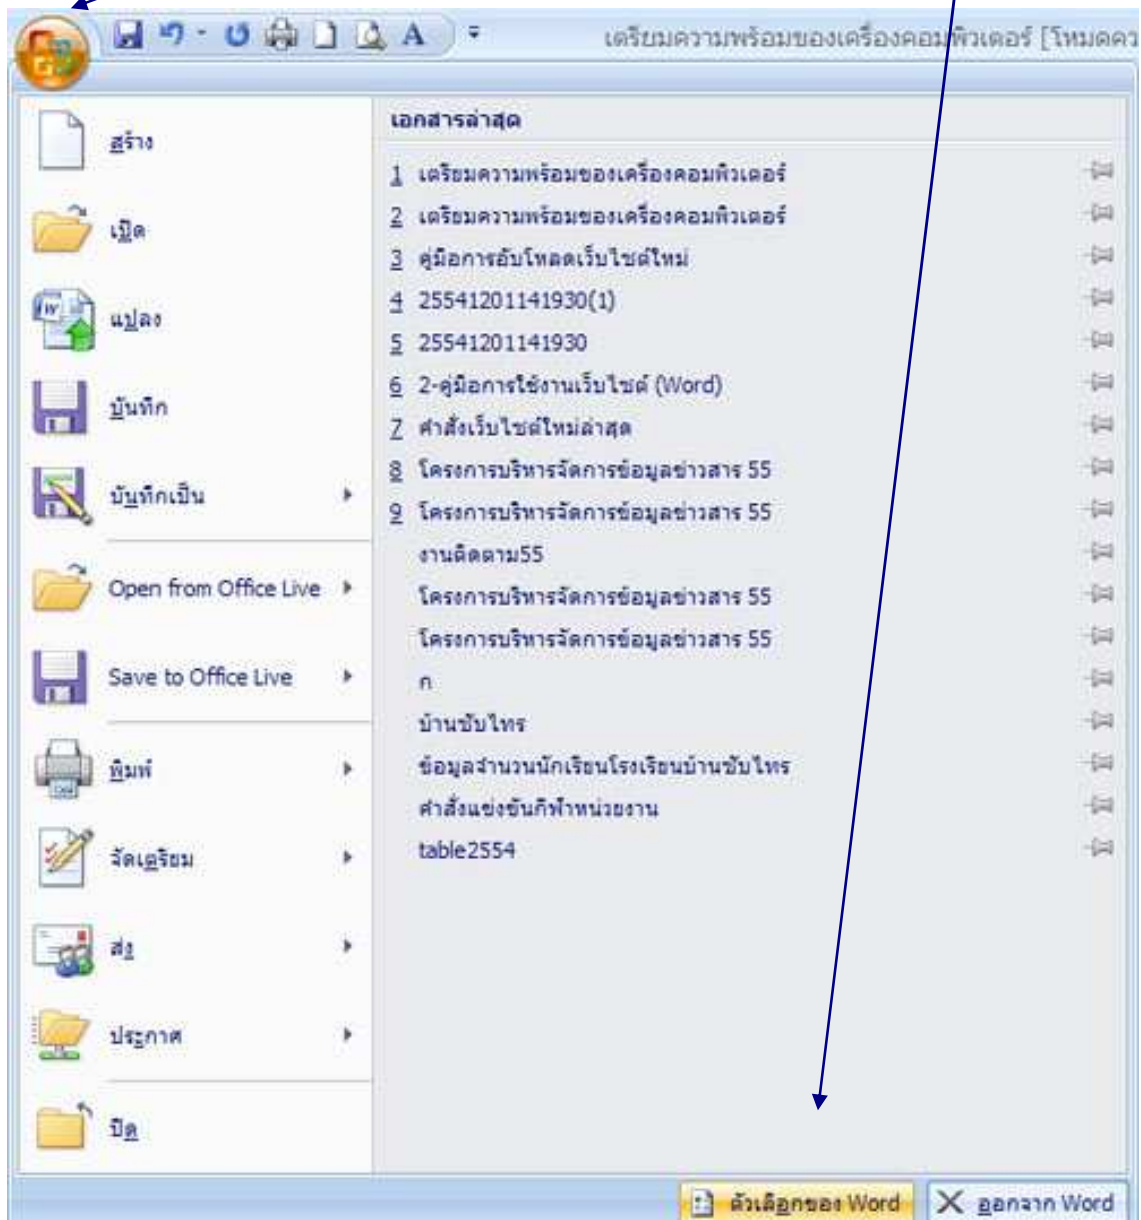 เตรียมความพร้อมของเครื่องคอมพิวเตอร์ [โหมดคว
สร้าง
เปิด
แปลง
บันทึก
บันทึกเป็น
Open from Office Live
Save to Office Live
พิมพ์
จัดเตรียม
ส่ง
ประกาศ
ปิด
เอกสารล่าสุด
1 เตรียมความพร้อมของเครื่องคอมพิวเตอร์
2 เตรียมความพร้อมของเครื่องคอมพิวเตอร์
3 คู่มือการอับโหลดเว็บไซต์ใหม่
4 25541201141930(1)
5 25541201141930
6 2-คู่มือการใช้งานเว็บไซต์ (Word)
7 คำสั่งเว็บไซต์ใหม่ล่าสุด
8 โครงการบริหารจัดการข้อมูลข่าวสาร 55
9 โครงการบริหารจัดการข้อมูลข่าวสาร 55
งานติดตาม55
โครงการบริหารจัดการข้อมูลข่าวสาร 55
โครงการบริหารจัดการข้อมูลข่าวสาร 55
ก
บ้านซับไทร
ข้อมูลจำนวนนักเรียนโรงเรียนบ้านซับไทร
คำสั่งแข่งขันกีฬาหน่วยงาน
table2554
ตัวเลือกของ Word
ออกจาก Word